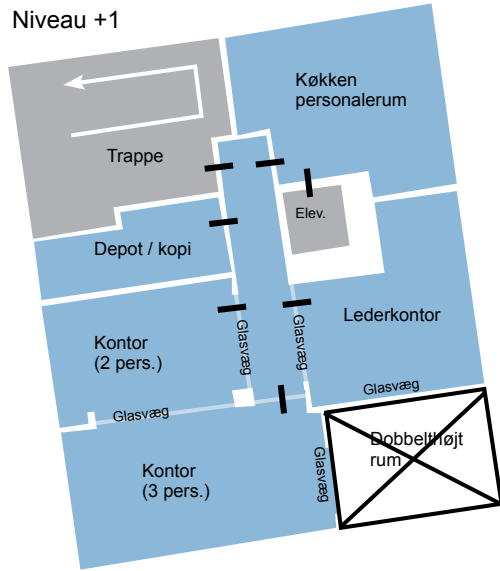 Niveau +1
Køkken
personalerum
Trappe
Elev.
Depot / kopi
Lederkontor
Kontor
(2 pers.)
Glasvæg
Glasvæg
Glasvæg
Glasvæg
Dobbelthøjt
rum
Kontor
(3 pers.)
Glasvæg